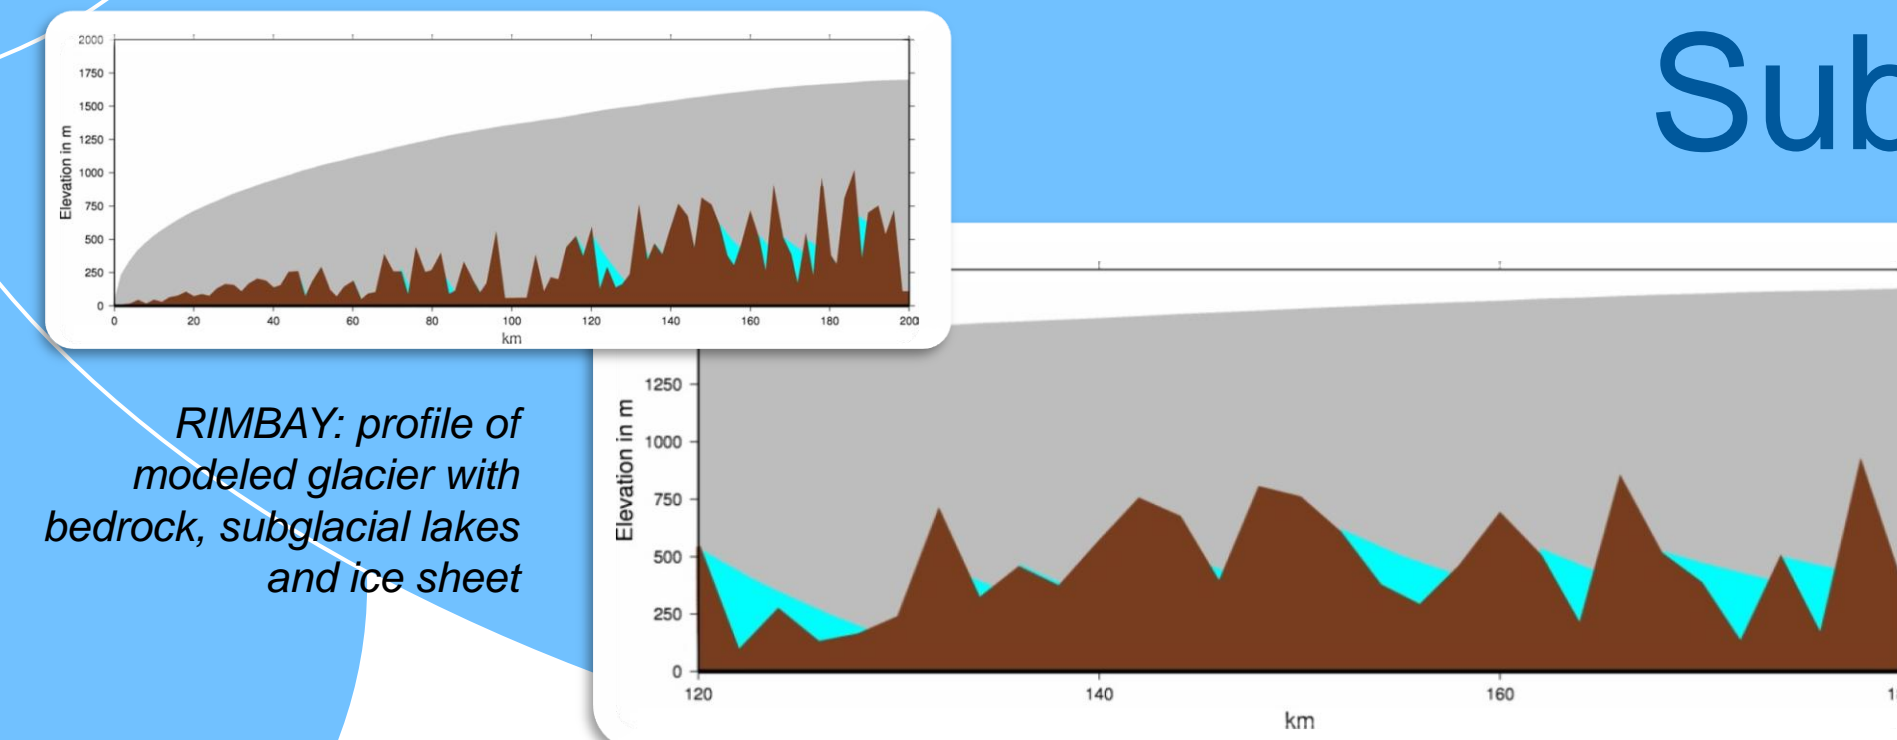 Sub
2000
1750
1500
1250
1000
750
500
250
0
Elevation in m
0 20 40 60 80 100 120 140 160 180 200
km
RIMBAY: profile of
modeled glacier with
bedrock, subglacial lakes
and ice sheet
1250
1000
750
500
250
0
Elevation in m
120 140 160
km